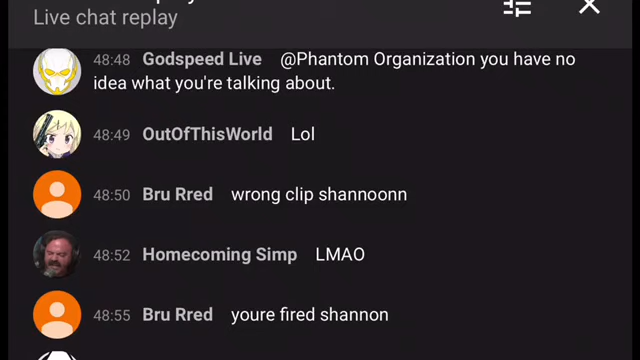 Live chat replay
48:48 Godspeed Live @Phantom Organization you have no
idea what you're talking about.
48:49 OutOfThisWorld Lol
48:50 Bru Rred wrong clip shannoonn
48:52 Homecoming Simp LMAO
48:55 Bru Rred youre fired shannon